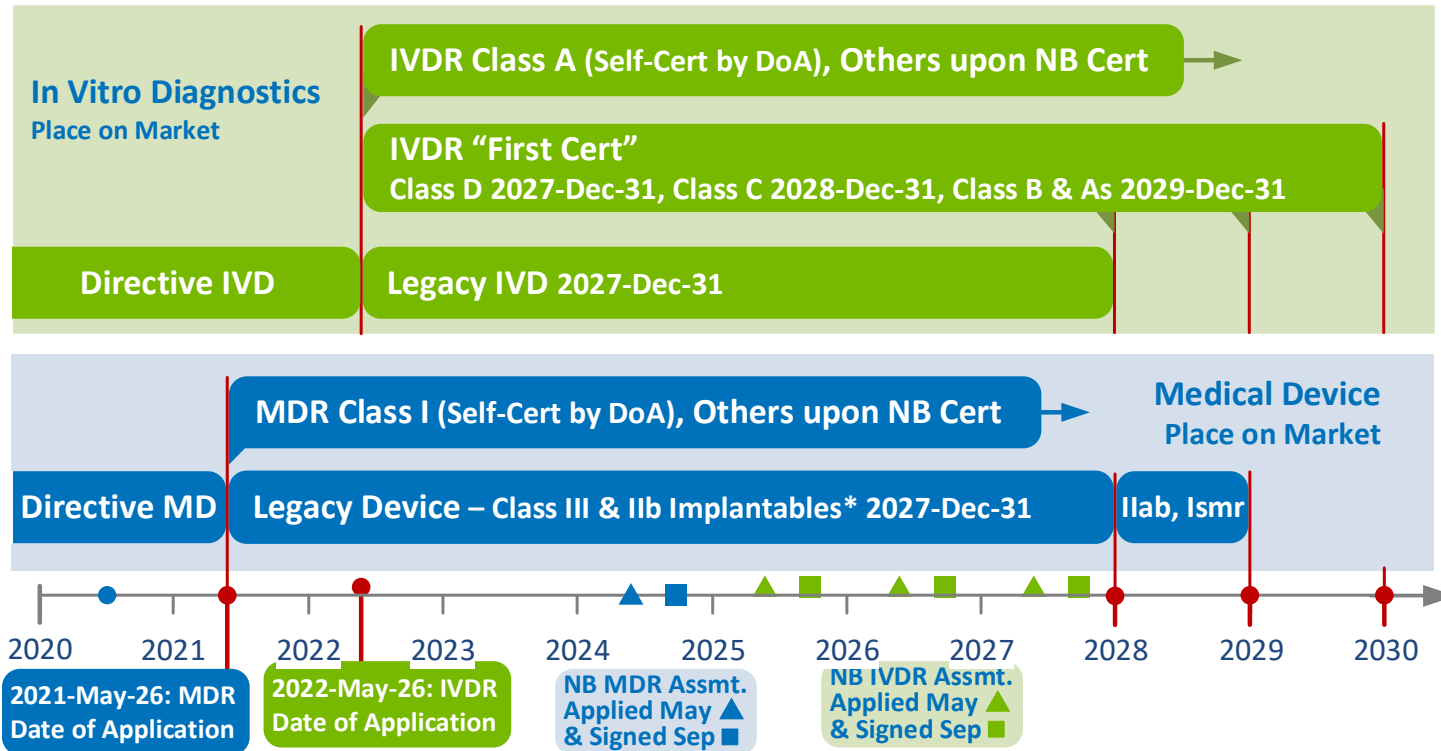 IVDR Class A (Self-Cert by DoA), Others upon NB Cert
In Vitro Diagnostics
Place on Market
IVDR “First Cert”
Class D 2027-Dec-31, Class C 2028-Dec-31, Class B & As 2029-Dec-31
Directive IVD
Legacy IVD 2027-Dec-31
MDR Class I (Self-Cert by DoA), Others upon NB Cert
Medical Device
Place on Market
Directive MD
Legacy Device – Class III & IIb Implantables* 2027-Dec-31
IIab, Ismr
2020 2021 2022 2023 2024 2025 2026 2027 2028 2029 2030
2021-May-26: MDR
Date of Application
2022-May-26: IVDR
Date of Application
NB MDR Assmt.
Applied May ▲
& Signed Sep ■
NB IVDR Assmt.
Applied May ▲
& Signed Sep ■